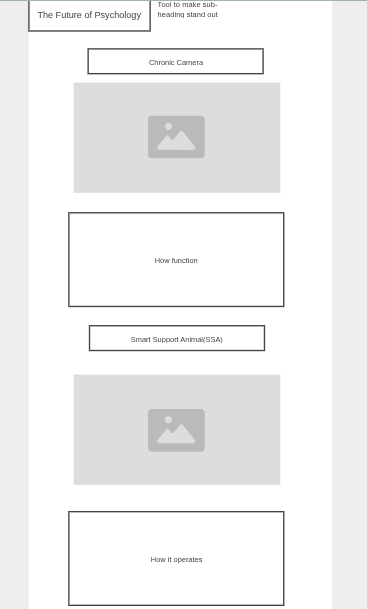 The Future of Psychology
Tool to make sub-
heading stand out
Chronic Camera
How function
Smart Support Animal(SSA)
How it operates